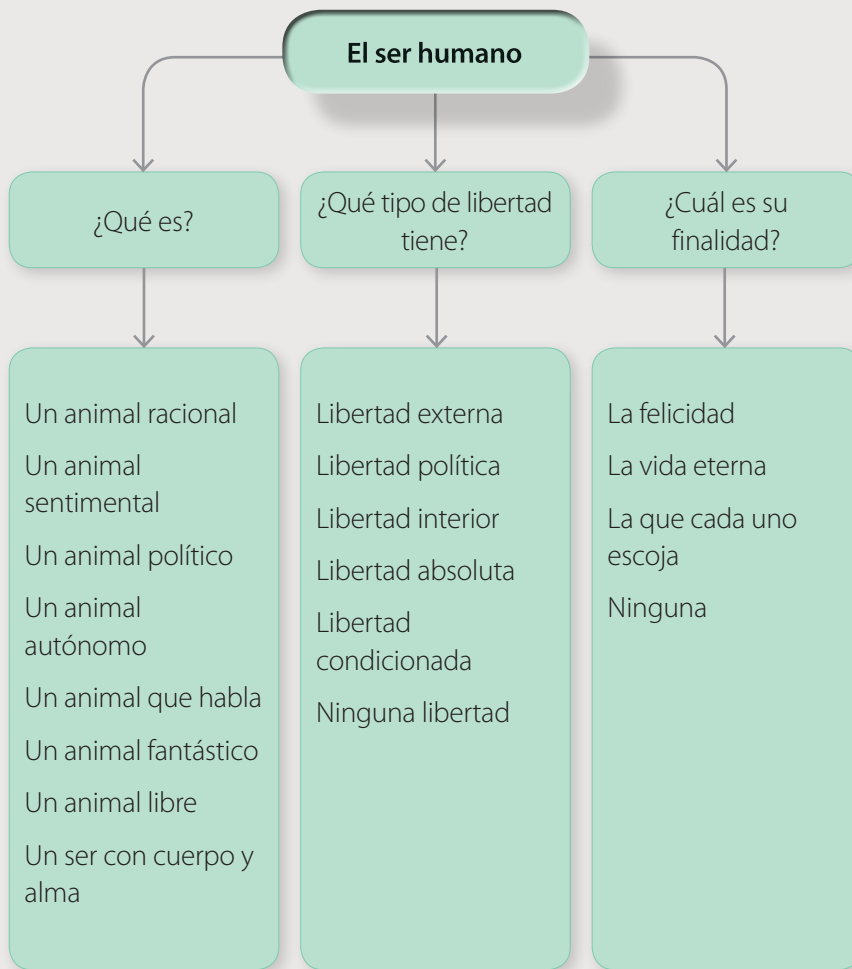 El ser humano
¿Qué es?
¿Qué tipo de libertad
tiene?
¿Cuál es su
finalidad?
Un animal racional
Un animal
sentimental
Un animal político
Un animal
autónomo
Un animal que habla
Un animal fantástico
Un animal libre
Un ser con cuerpo y
alma
Libertad externa
Libertad política
Libertad interior
Libertad absoluta
Libertad
condicionada
Ninguna libertad
La felicidad
La vida eterna
La que cada uno
escoja
Ninguna